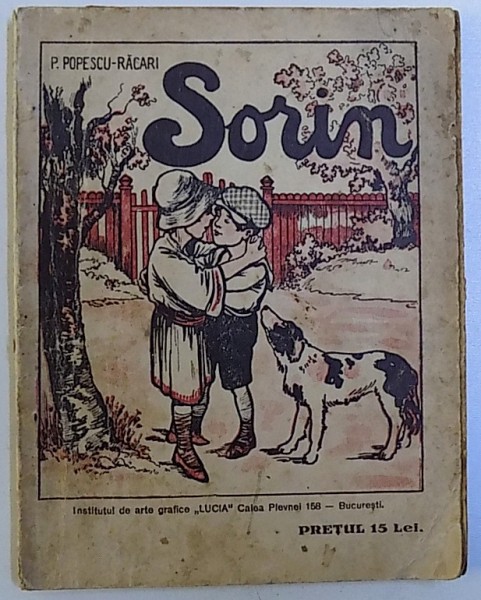 P. POPESCU-RĂCARI
Sorin
Institutul de arte grafice „LUCIA" Calea Plevnei 158 — București.
PREȚUL 15 Lei.